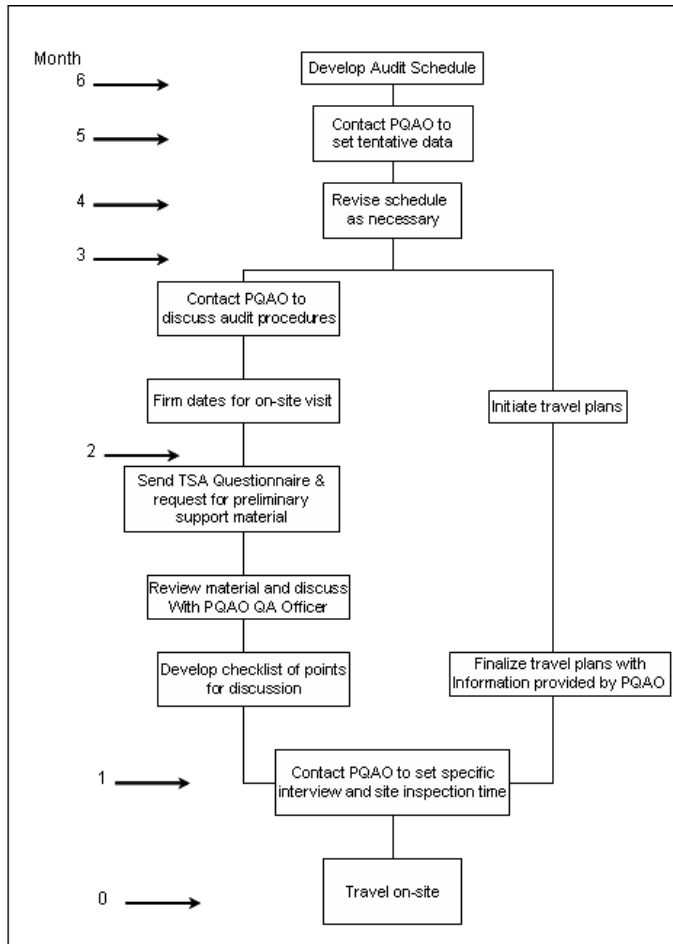 Month
6
Develop Audit Schedule
5
Contact PQAO to
set tentative data
4
Revise schedule
as necessary
3
Contact PQAO to
discuss audit procedures
Firm dates for on-site visit
Initiate travel plans
2
Send TSA Questionnaire &
request for preliminary
support material
Review material and discuss
With PQAO QA Officer
Develop checklist of points
for discussion
Finalize travel plans with
Information provided by PQAO
1
Contact PQAO to set specific
interview and site inspection time
0
Travel on-site